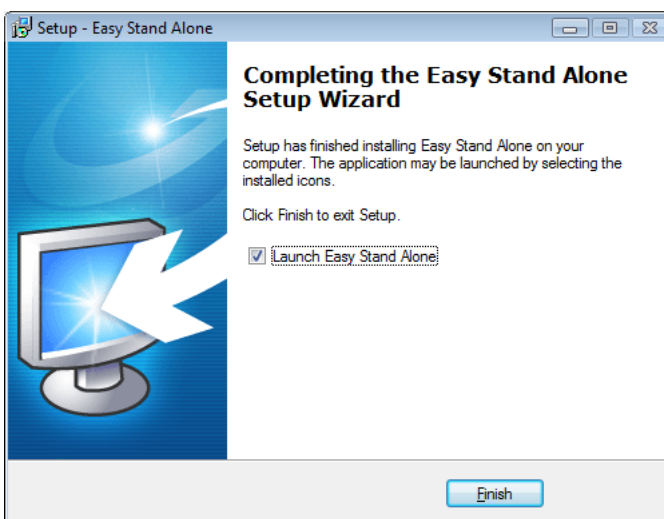 Setup - Easy Stand Alone
Completing the Easy Stand Alone
Setup Wizard
Setup has finished installing Easy Stand Alone on your
computer. The application may be launched by selecting the
installed icons.
Click Finish to exit Setup.
Launch Easy Stand Alone
Finish